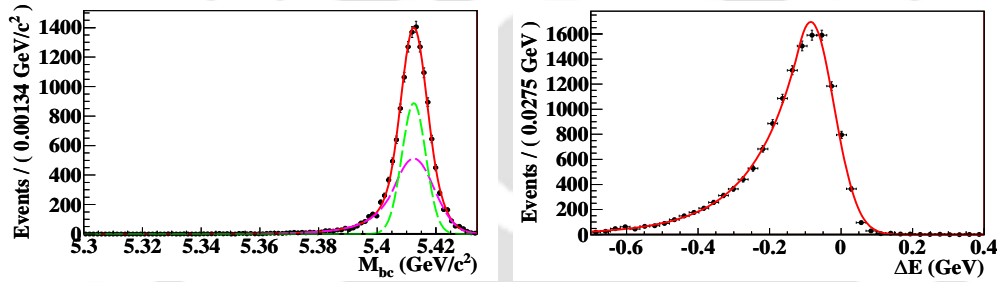 Events / ( 0.00134 GeV/c² )
1400
1200
1000
800
600
400
200
0
5.3 5.32 5.34 5.36 5.38 5.4 5.42
M_bc (GeV/c²)
Events / ( 0.0275 GeV )
1600
1400
1200
1000
800
600
400
200
0
-0.6 -0.4 -0.2 0 0.2 0.4
ΔE (GeV)